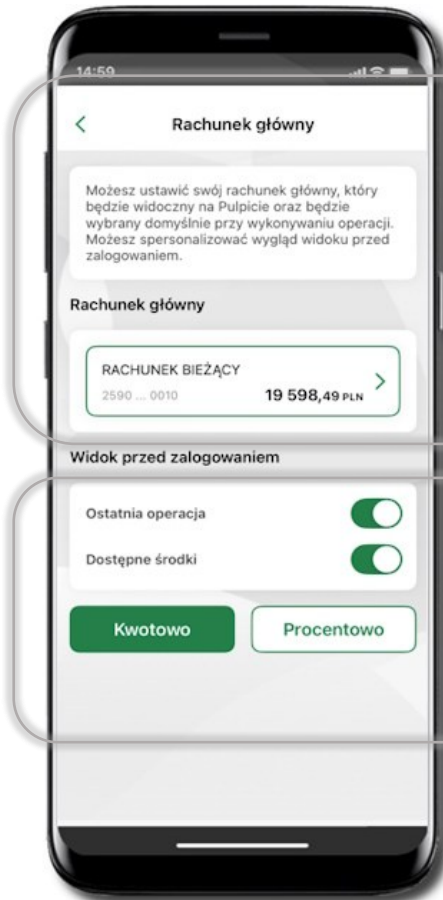 14:59
Rachunek główny
Możesz ustawić swój rachunek główny, który
będzie widoczny na Pulpicie oraz będzie
wybrany domyślnie przy wykonywaniu operacji.
Możesz spersonalizować wygląd widoku przed
zalogowaniem.
Rachunek główny
RACHUNEK BIEŻĄCY
2590 ... 0010 19 598,49 PLN
Widok przed zalogowaniem
Ostatnia operacja
Dostępne środki
Kwotowo Procentowo